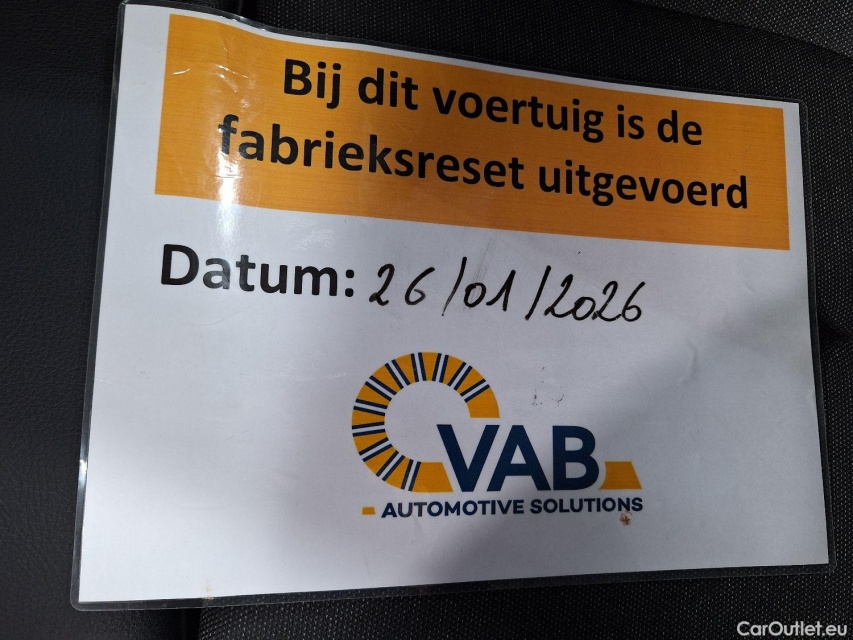 Bij dit voertuig is de
fabrieksreset uitgevoerd
Datum: 26/01/2026
VAB
AUTOMOTIVE SOLUTIONS
CarOutlet.eu